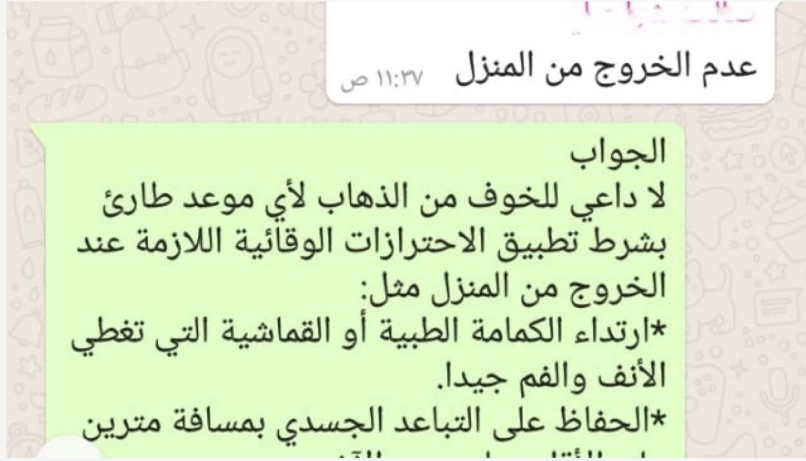 عدم الخروج من المنزل
١١:٣٧ ص
الجواب
لا داعي للخوف من الذهاب لأي موعد طارئ
بشرط تطبيق الاحترازات الوقائية اللازمة عند
الخروج من المنزل مثل:
*ارتداء الكمامة الطبية أو القماشية التي تغطي
الأنف والفم جيدا.
*الحفاظ على التباعد الجسدي بمسافة مترين